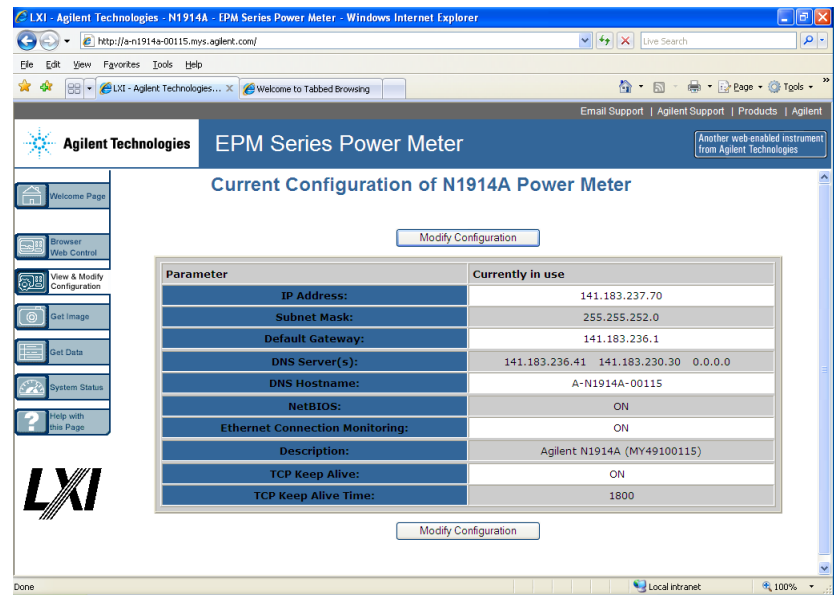 LXI - Agilent Technologies - N1914A - EPM Series Power Meter - Windows Internet Explorer
http://a-n1914a-00115.mys.agilent.com/
Live Search
File Edit View Favorites Tools Help
LXI - Agilent Technologies... Welcome to Tabbed Browsing
Page Tools
Email Support | Agilent Support | Products | Agilent
Agilent Technologies
EPM Series Power Meter
Another web-enabled instrument
from Agilent Technologies
Current Configuration of N1914A Power Meter
Welcome Page
Browser
Web Control
View & Modify
Configuration
Get Image
Get Data
System Status
Help with
this Page
LXI
Modify Configuration
Parameter Currently in use
IP Address: 141.183.237.70
Subnet Mask: 255.255.252.0
Default Gateway: 141.183.236.1
DNS Server(s): 141.183.236.41 141.183.230.30 0.0.0.0
DNS Hostname: A-N1914A-00115
NetBIOS: ON
Ethernet Connection Monitoring: ON
Description: Agilent N1914A (MY49100115)
TCP Keep Alive: ON
TCP Keep Alive Time: 1800
Modify Configuration
Done
Local intranet
100%